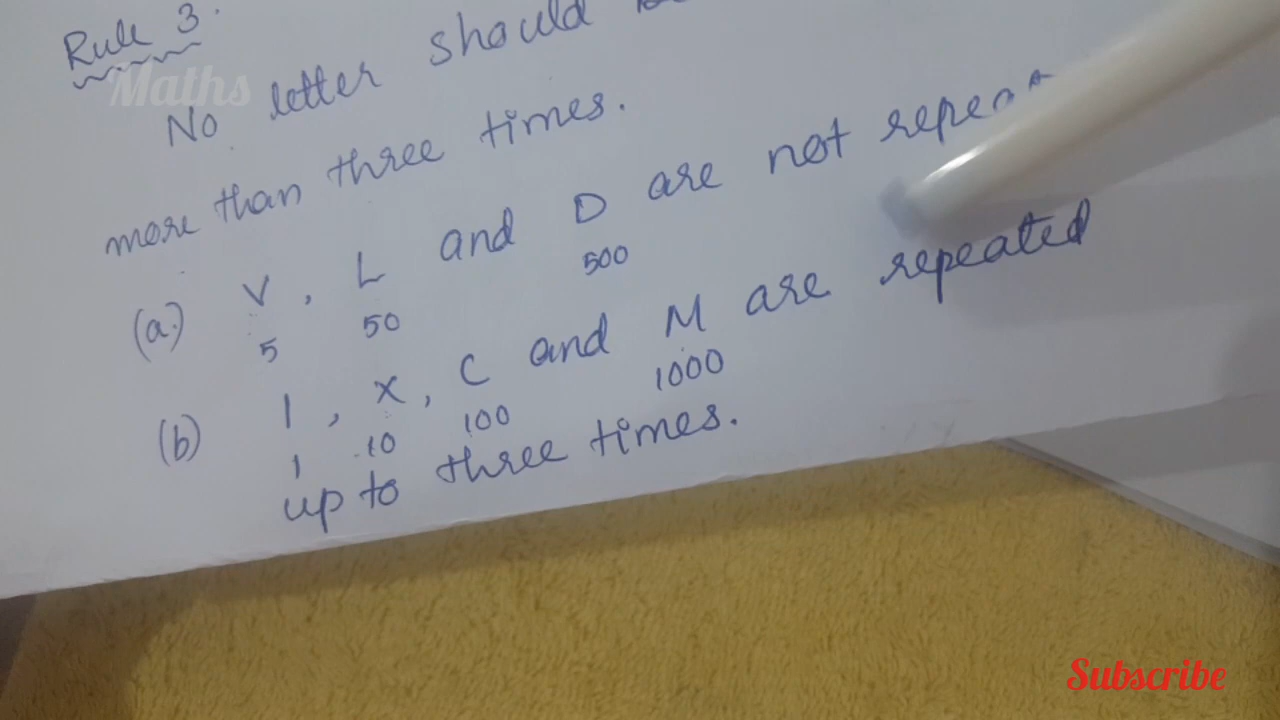 Rule 3.
Maths
No letter should
more than three times.
(a) V, L and D are not
5 50 500
(b) I, X, C and M are repeated
1 10 100 1000
up to three times.
Subscribe